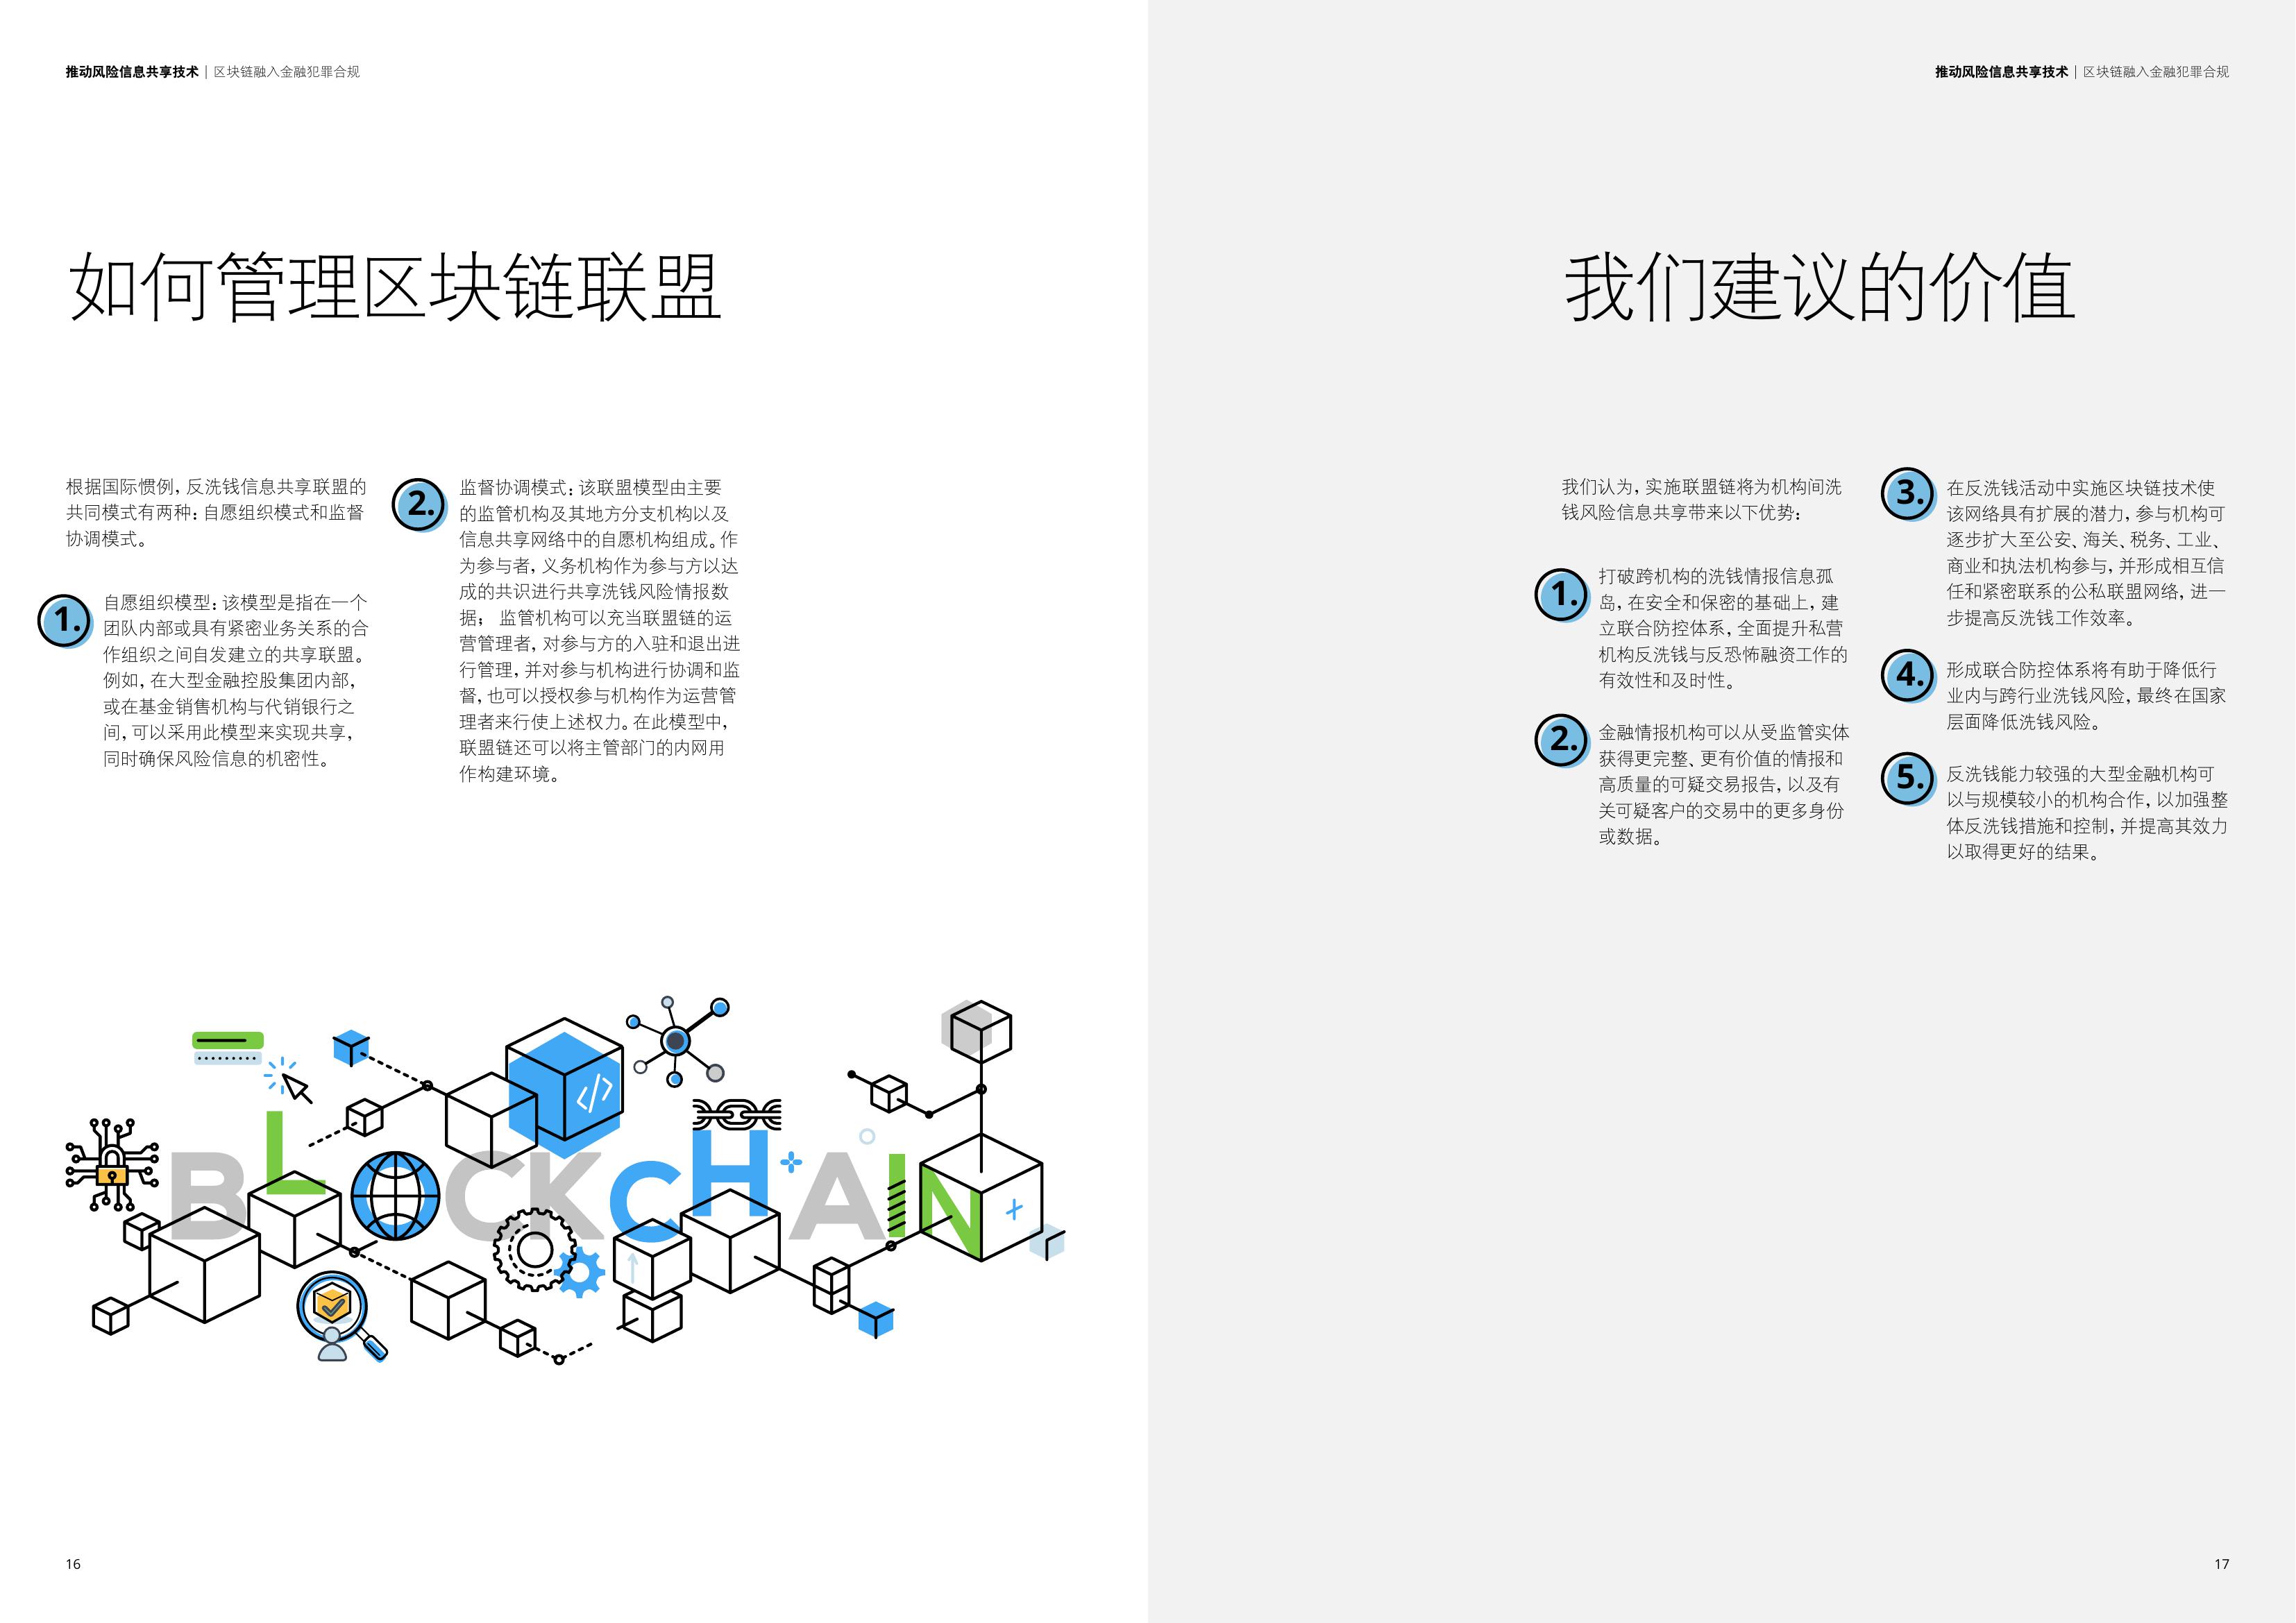 推动风险信息共享技术 | 区块链融入金融犯罪合规
如何管理区块链联盟
根据国际惯例，反洗钱信息共享联盟的
共同模式有两种：自愿组织模式和监督
协调模式。
1.
自愿组织模型：该模型是指在一个
团队内部或具有紧密业务关系的合
作组织之间自发建立的共享联盟。
例如，在大型金融控股集团内部，
或在基金销售机构与代销银行之
间，可以采用此模型来实现共享，
同时确保风险信息的机密性。
2.
监督协调模式：该联盟模型由主要
的监管机构及其地方分支机构以及
信息共享网络中的自愿机构组成。作
为参与者，义务机构作为参与方以达
成的共识进行共享洗钱风险情报数
据； 监管机构可以充当联盟链的运
营管理者，对参与方的入驻和退出进
行管理，并对参与机构进行协调和监
督，也可以授权参与机构作为运营管
理者来行使上述权力。在此模型中，
联盟链还可以将主管部门的内网用
作构建环境。
</>
BLOCKCHAIN
16
推动风险信息共享技术 | 区块链融入金融犯罪合规
我们建议的价值
我们认为，实施联盟链将为机构间洗
钱风险信息共享带来以下优势：
1.
打破跨机构的洗钱情报信息孤
岛，在安全和保密的基础上，建
立联合防控体系，全面提升私营
机构反洗钱与反恐怖融资工作的
有效性和及时性。
2.
金融情报机构可以从受监管实体
获得更完整、更有价值的情报和
高质量的可疑交易报告，以及有
关可疑客户的交易中的更多身份
或数据。
3.
在反洗钱活动中实施区块链技术使
该网络具有扩展的潜力，参与机构可
逐步扩大至公安、海关、税务、工业、
商业和执法机构参与，并形成相互信
任和紧密联系的公私联盟网络，进一
步提高反洗钱工作效率。
4.
形成联合防控体系将有助于降低行
业内与跨行业洗钱风险，最终在国家
层面降低洗钱风险。
5.
反洗钱能力较强的大型金融机构可
以与规模较小的机构合作，以加强整
体反洗钱措施和控制，并提高其效力
以取得更好的结果。
17